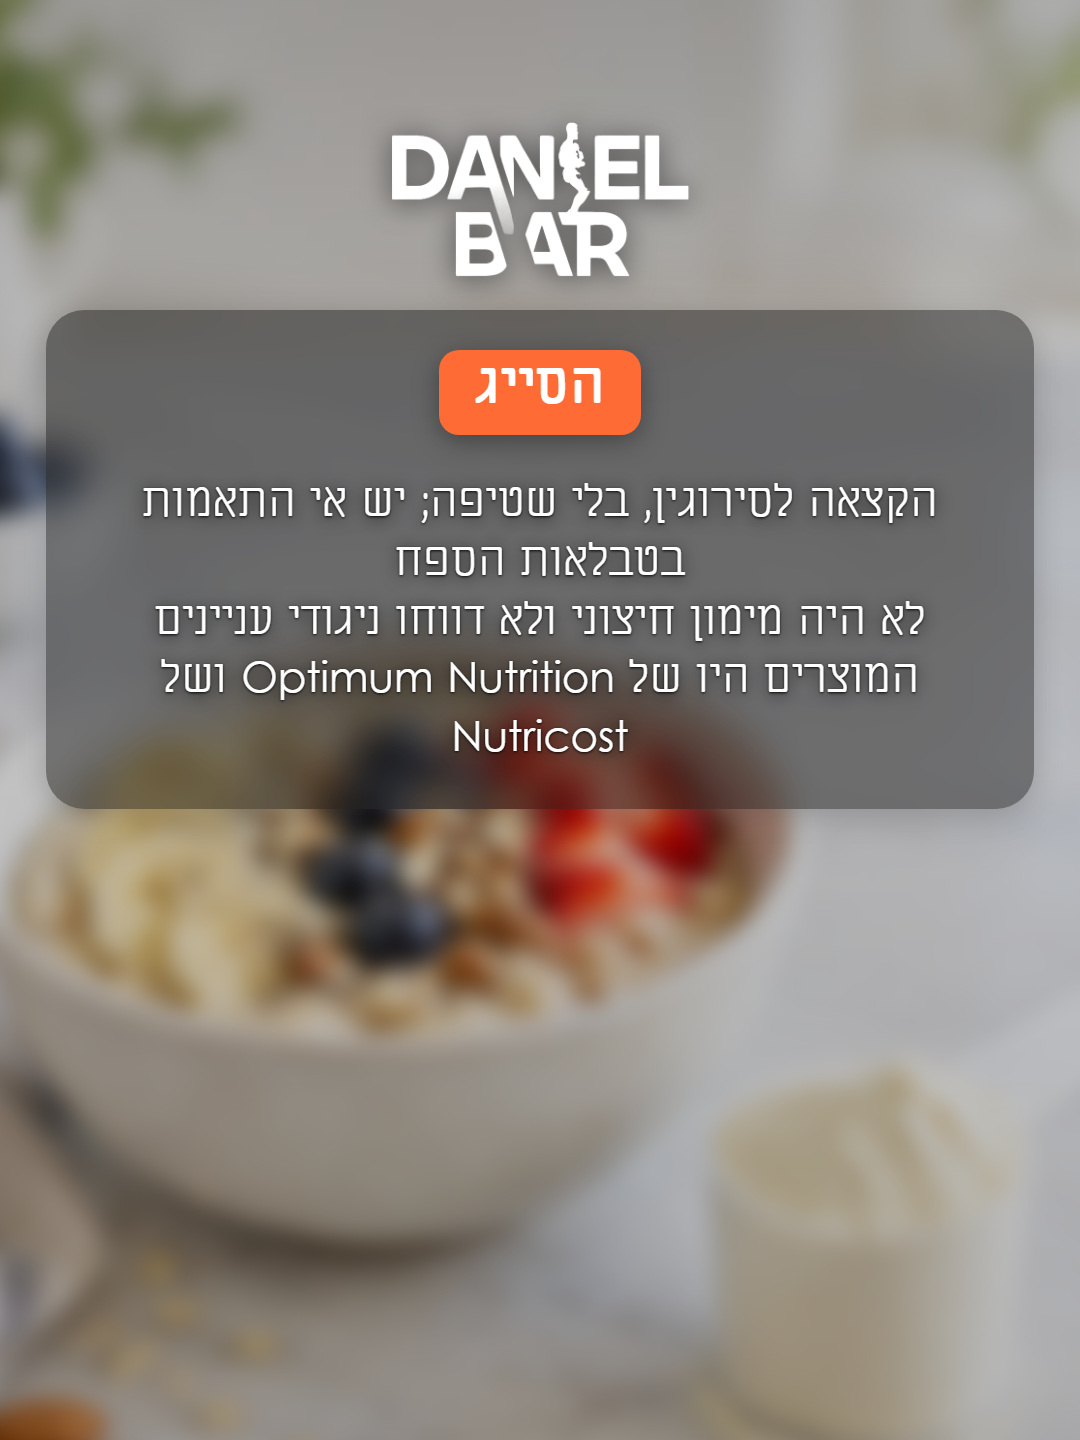 DANIEL
BAR
הסייג
הקצאה לסירוגין, בלי שטיפה; יש אי התאמות
בטבלאות הספח
לא היה מימון חיצוני ולא דווחו ניגודי עניינים
המוצרים היו של Optimum Nutrition ושל
Nutricost